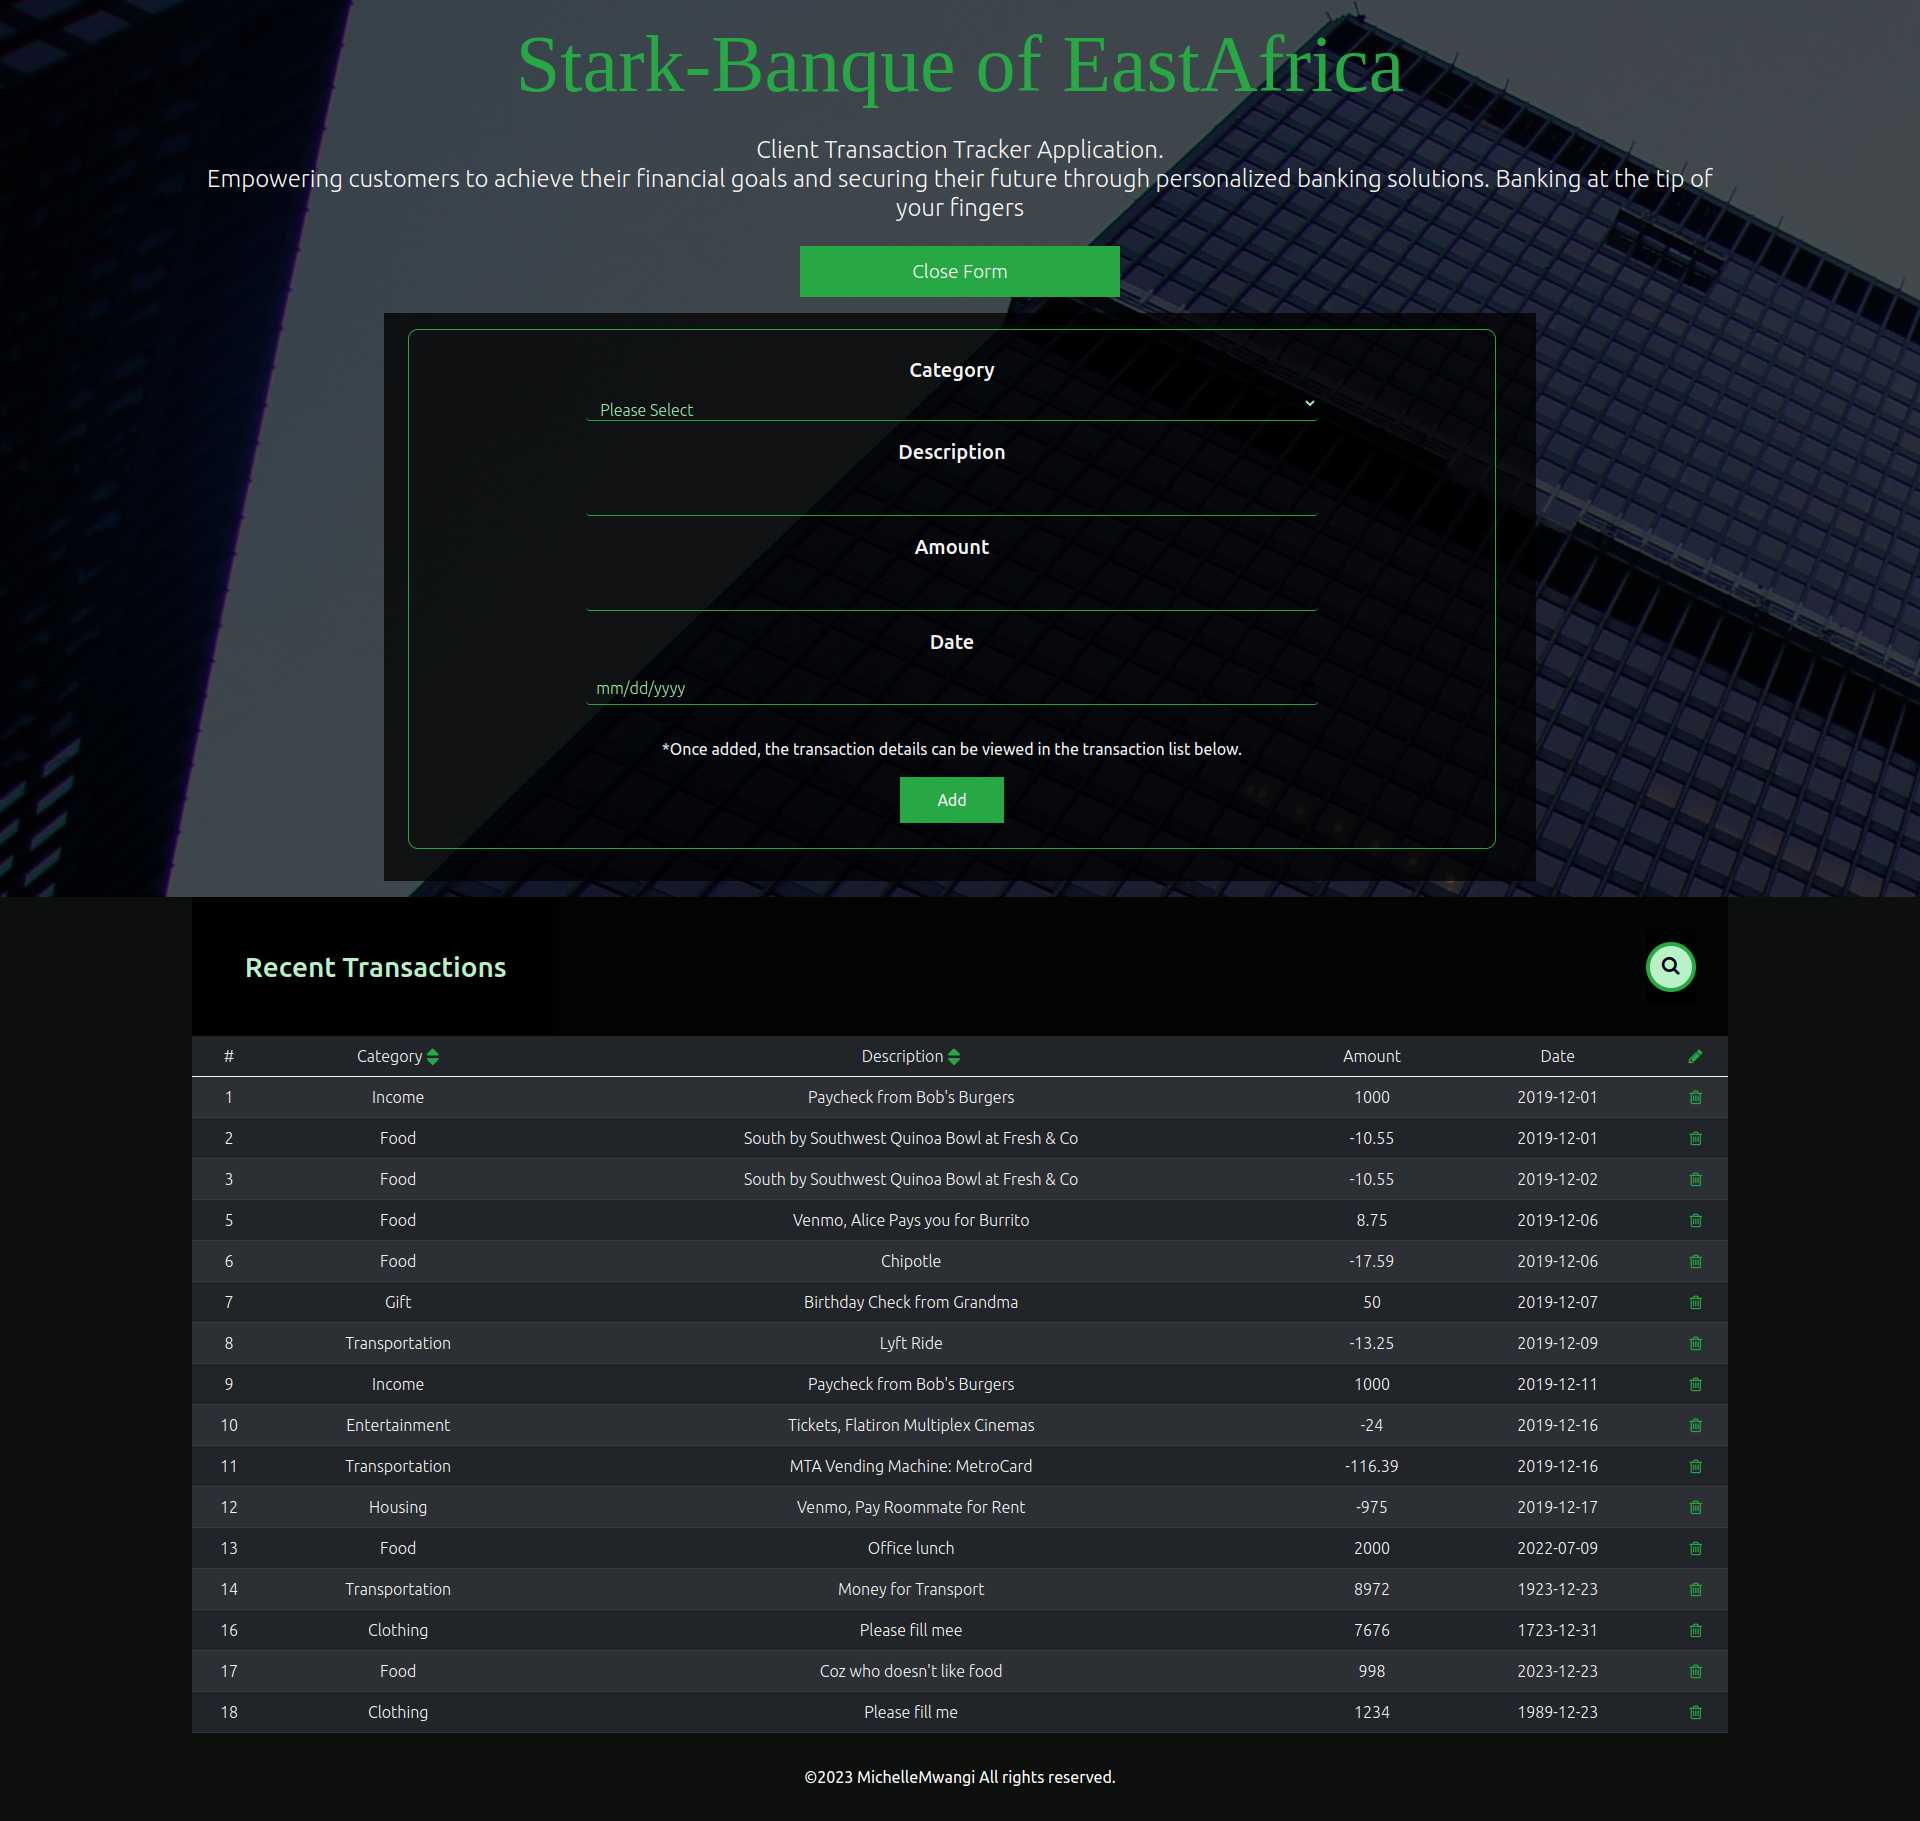 Stark-Banque of EastAfrica
Client Transaction Tracker Application.
Empowering customers to achieve their financial goals and securing their future through personalized banking solutions. Banking at the tip of
your fingers
Close Form
Category
Please Select
Description
Amount
Date
mm/dd/yyyy
*Once added, the transaction details can be viewed in the transaction list below.
Add
Recent Transactions
# Category Description Amount Date
1 Income Paycheck from Bob's Burgers 1000 2019-12-01
2 Food South by Southwest Quinoa Bowl at Fresh & Co -10.55 2019-12-01
3 Food South by Southwest Quinoa Bowl at Fresh & Co -10.55 2019-12-02
5 Food Venmo, Alice Pays you for Burrito 8.75 2019-12-06
6 Food Chipotle -17.59 2019-12-06
7 Gift Birthday Check from Grandma 50 2019-12-07
8 Transportation Lyft Ride -13.25 2019-12-09
9 Income Paycheck from Bob's Burgers 1000 2019-12-11
10 Entertainment Tickets, Flatiron Multiplex Cinemas -24 2019-12-16
11 Transportation MTA Vending Machine: MetroCard -116.39 2019-12-16
12 Housing Venmo, Pay Roommate for Rent -975 2019-12-17
13 Food Office lunch 2000 2022-07-09
14 Transportation Money for Transport 8972 1923-12-23
16 Clothing Please fill mee 7676 1723-12-31
17 Food Coz who doesn't like food 998 2023-12-23
18 Clothing Please fill me 1234 1989-12-23
©2023 MichelleMwangi All rights reserved.